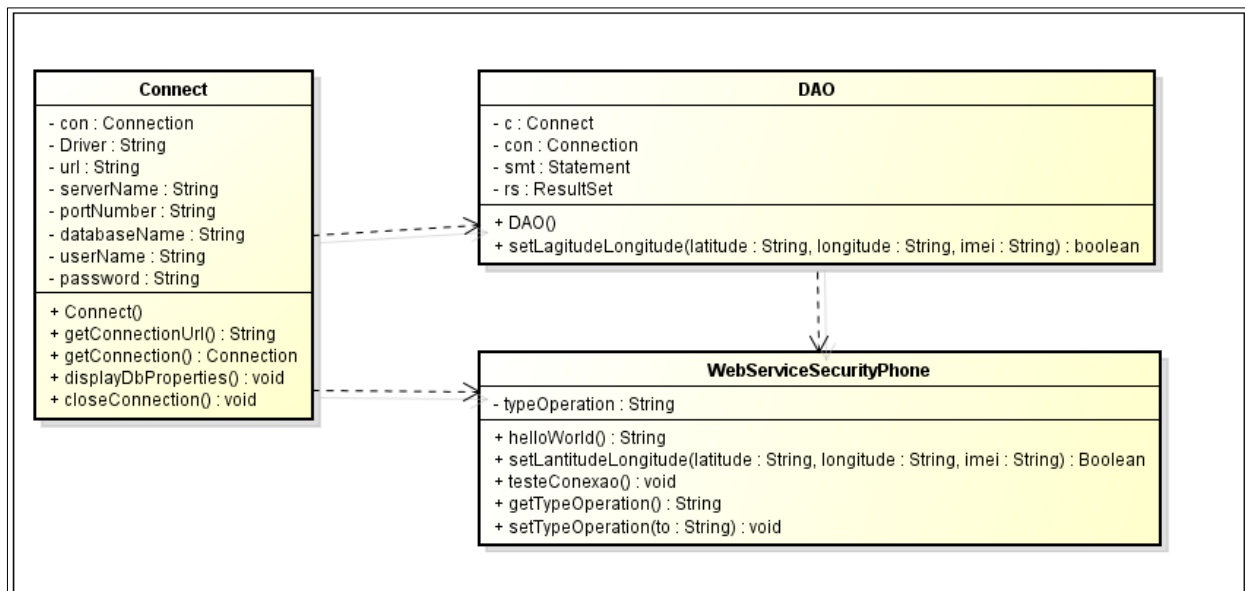 Connect
- con : Connection
- Driver : String
- url : String
- serverName : String
- portNumber : String
- databaseName : String
- userName : String
- password : String
+ Connect()
+ getConnectionUrl() : String
+ getConnection() : Connection
+ displayDbProperties() : void
+ closeConnection() : void
DAO
- c : Connect
- con : Connection
- smt : Statement
- rs : ResultSet
+ DAO()
+ setLagitudeLongitude(latitude : String, longitude : String, imei : String) : boolean
WebServiceSecurityPhone
- typeOperation : String
+ helloWorld() : String
+ setLantitudeLongitude(latitude : String, longitude : String, imei : String) : Boolean
+ testeConexao() : void
+ getTypeOperation() : String
+ setTypeOperation(to : String) : void